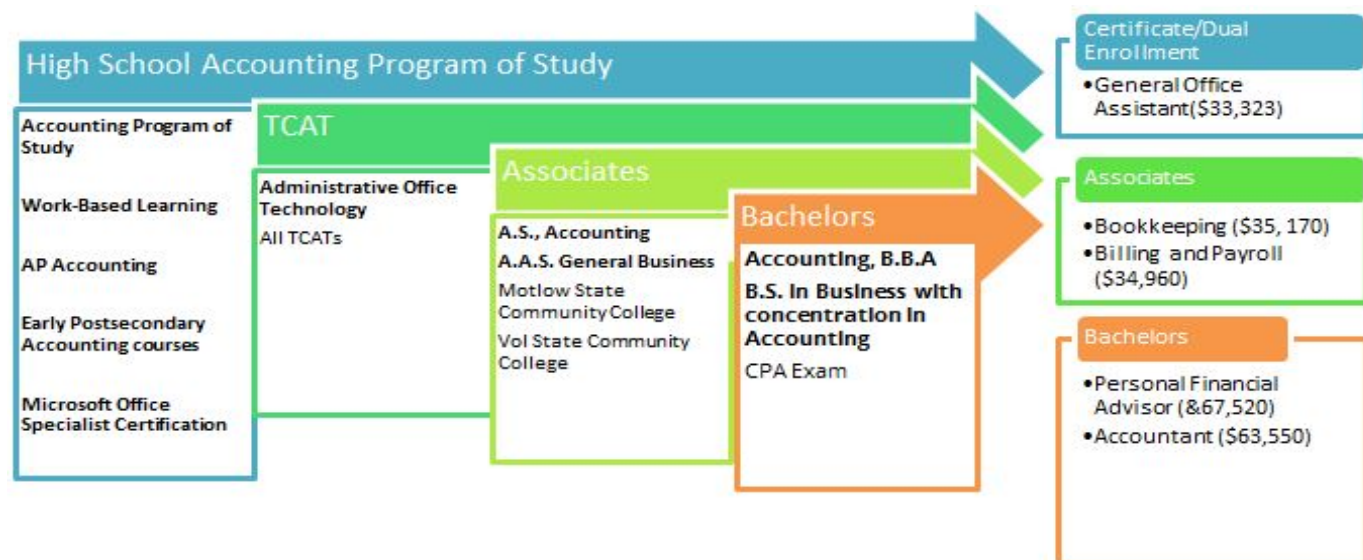 High School Accounting Program of Study
Accounting Program of
Study
Work-Based Learning
AP Accounting
Early Postsecondary
Accounting courses
Microsoft Office
Specialist Certification
TCAT
Administrative Office
Technology
All TCATs
Associates
A.S., Accounting
A.A.S. General Business
Motlow State
Community College
Vol State Community
College
Bachelors
Accounting, B.B.A
B.S. in Business with
concentration in
Accounting
CPA Exam
Certificate/Dual
Enrollment
•General Office
Assistant($33,323)
Associates
•Bookkeeping ($35, 170)
•Billing and Payroll
($34,960)
Bachelors
•Personal Financial
Advisor (&67,520)
•Accountant ($63,550)